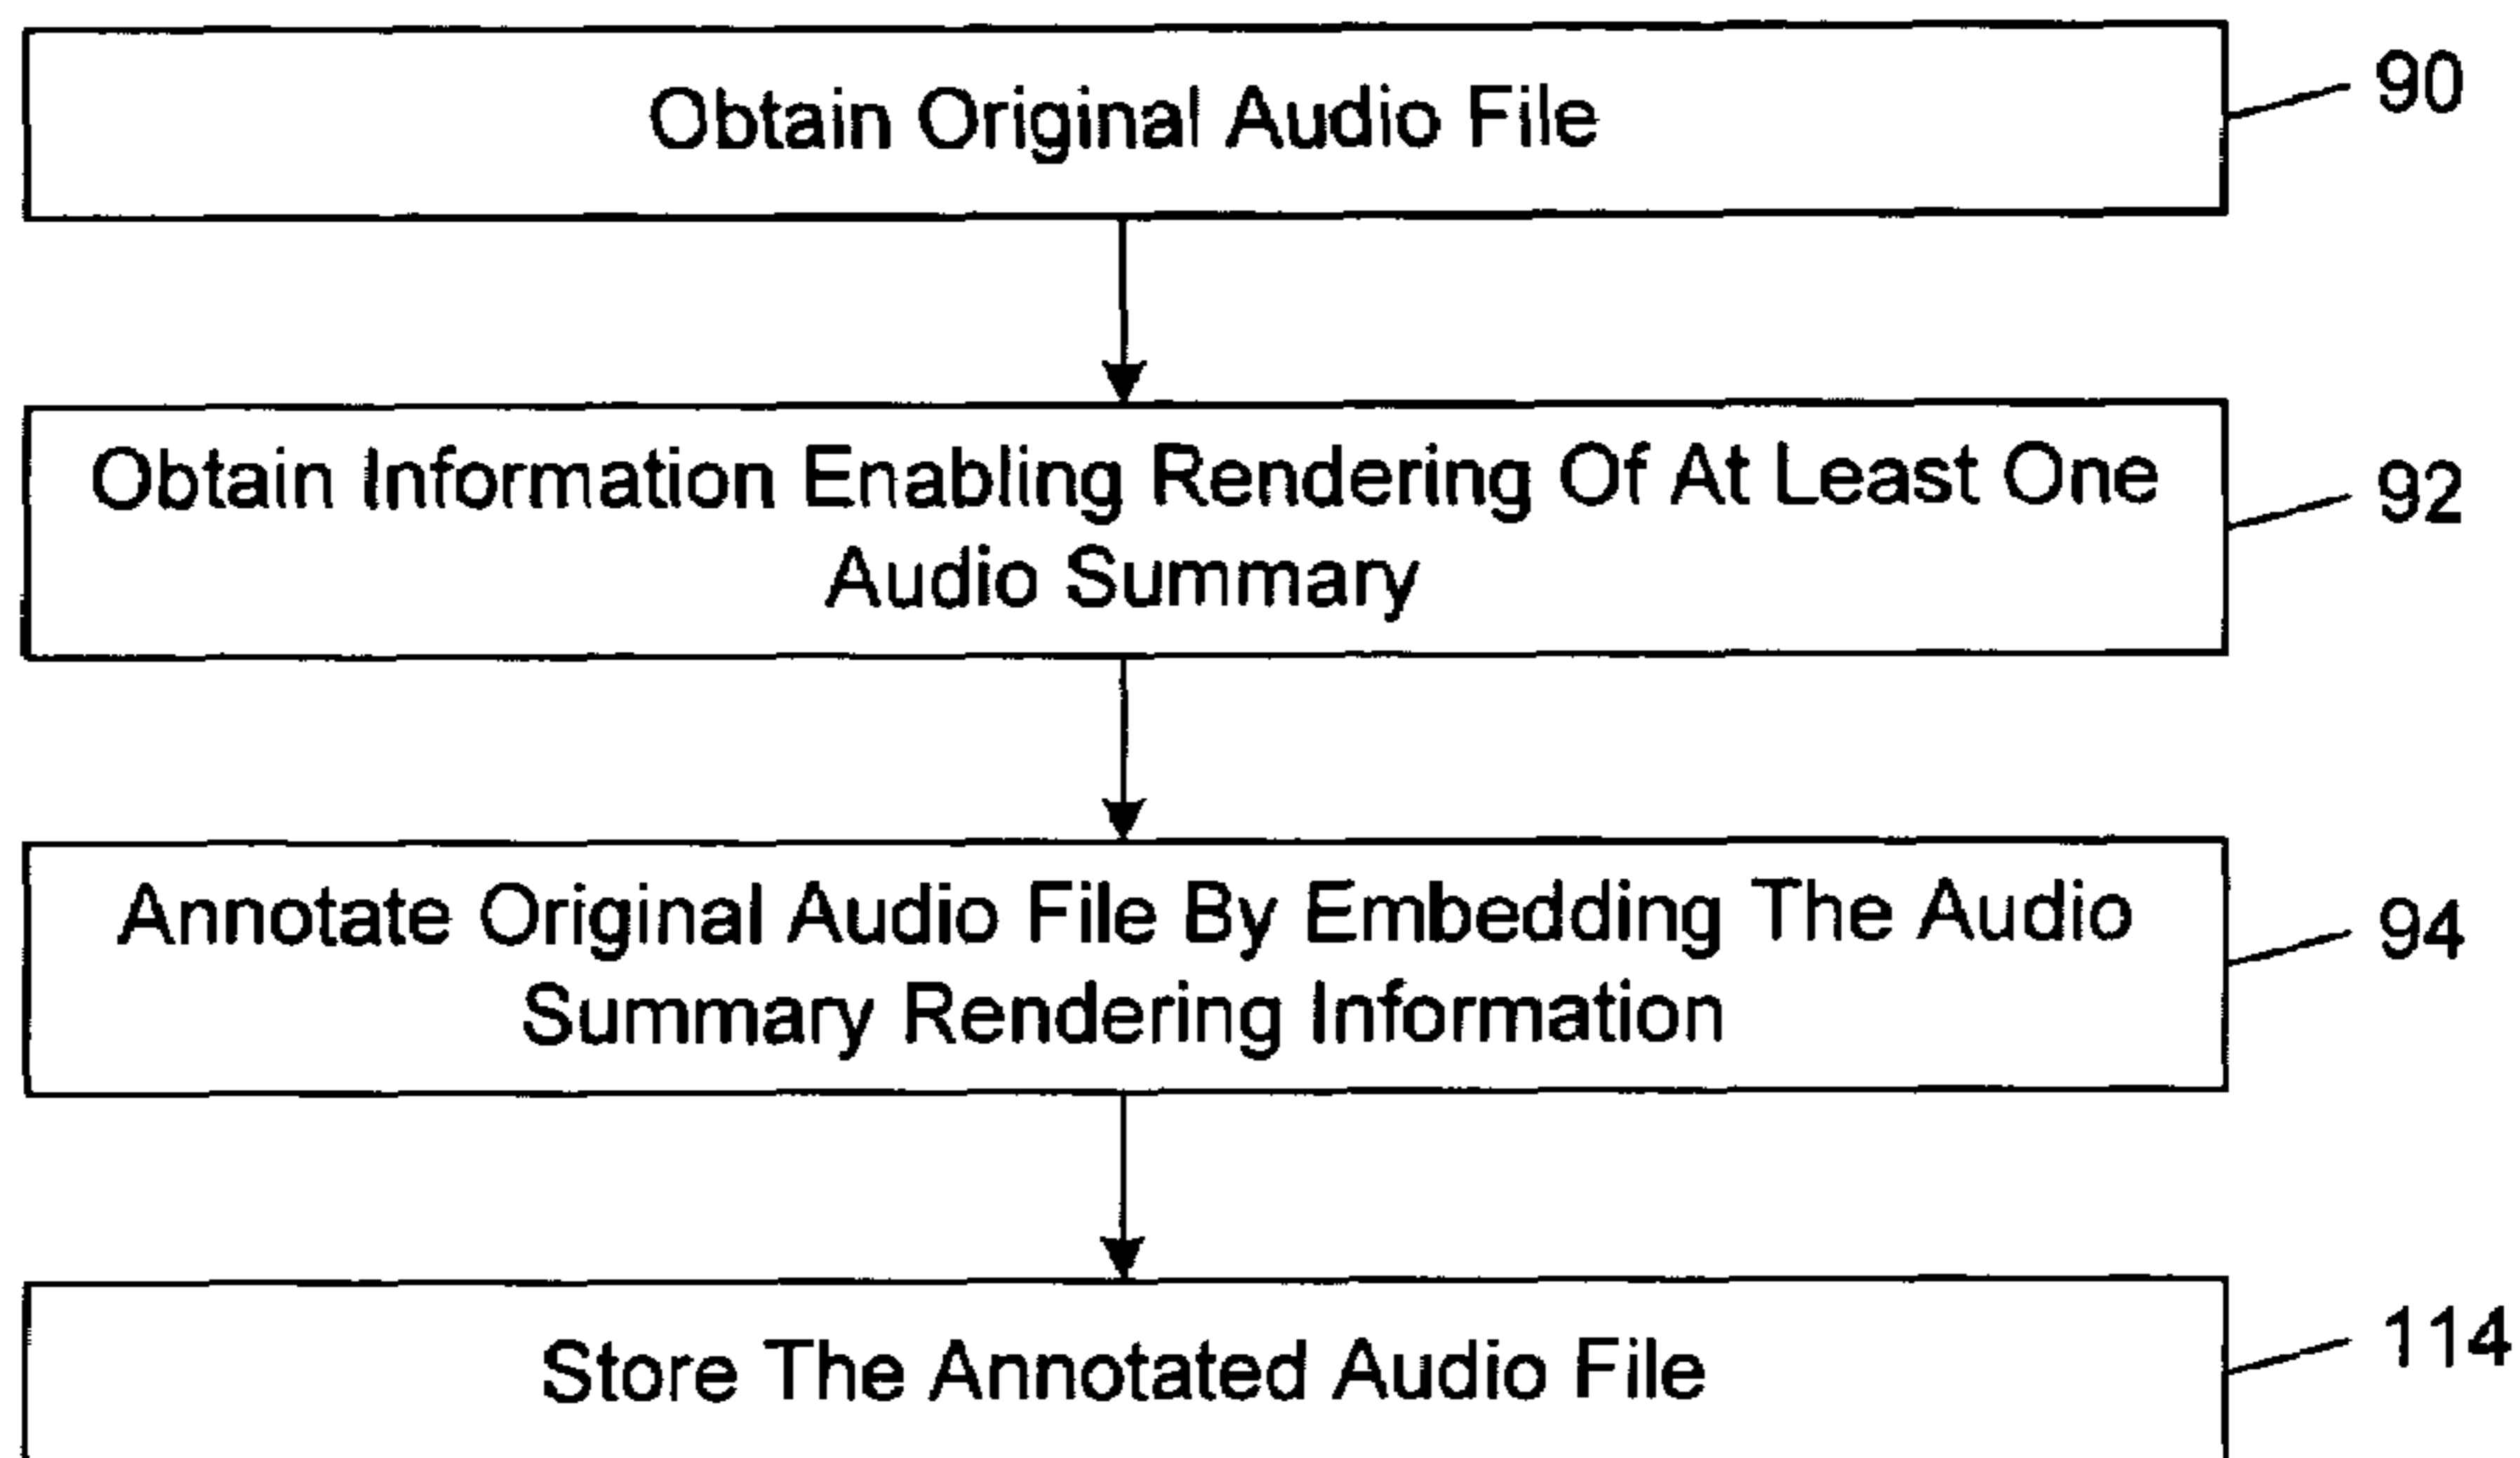 Obtain Original Audio File
90
Obtain Information Enabling Rendering Of At Least One
Audio Summary
92
Annotate Original Audio File By Embedding The Audio
Summary Rendering Information
94
Store The Annotated Audio File
114